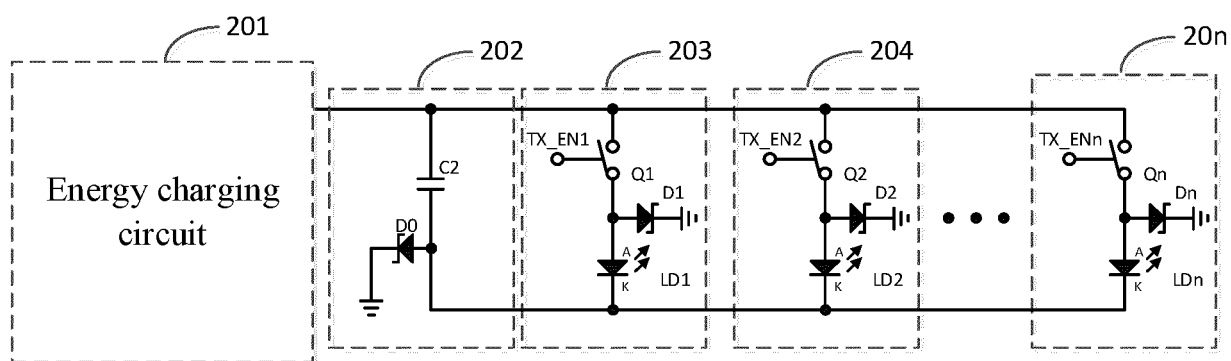 201
202
203
204
20n
Energy charging
circuit
C2
D0
TX_EN1
Q1
D1
A
K
LD1
TX_EN2
Q2
D2
A
K
LD2
TX_ENn
Qn
Dn
A
K
LDn